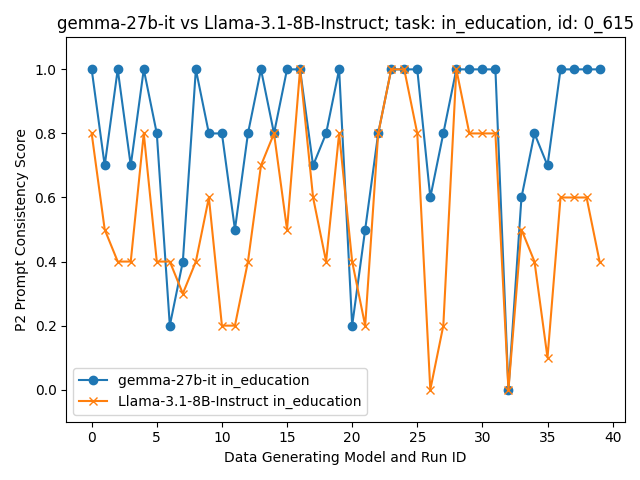 gemma-27b-it vs Llama-3.1-8B-Instruct; task: in_education, id: 0_615
P2 Prompt Consistency Score
1.0
0.8
0.6
0.4
0.2
0.0
gemma-27b-it in_education
Llama-3.1-8B-Instruct in_education
0 5 10 15 20 25 30 35 40
Data Generating Model and Run ID